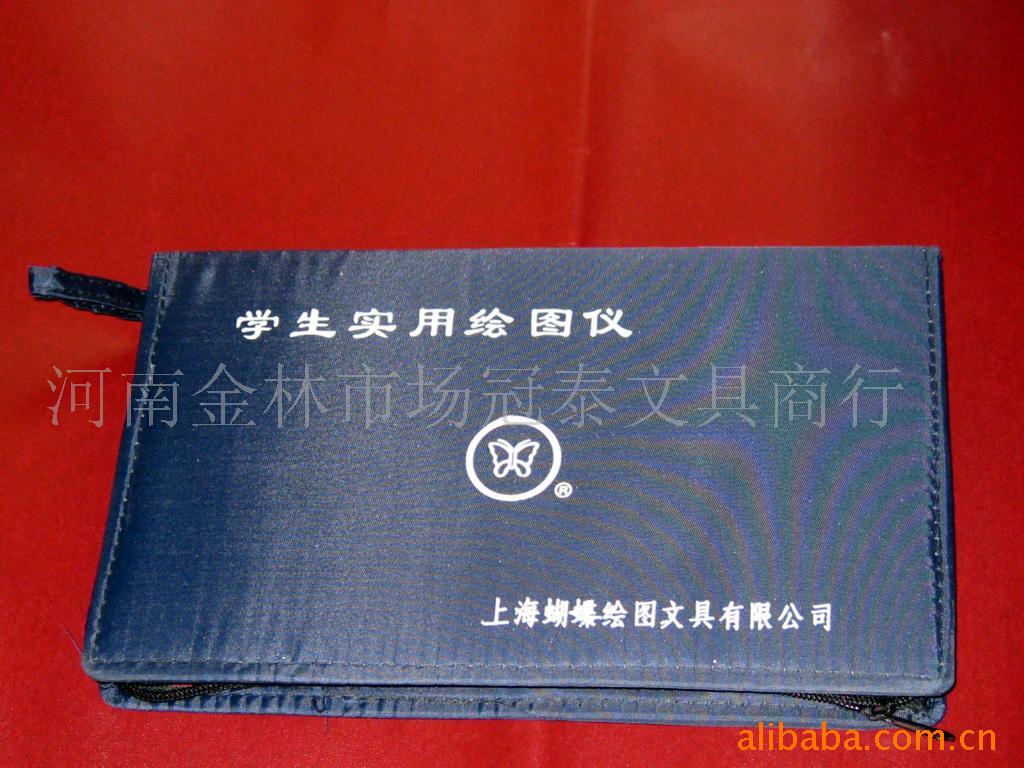 学生实用绘图仪
河南金林市场冠泰文具商行
®
上海蝴蝶绘图文具有限公司
alibaba.com.cn